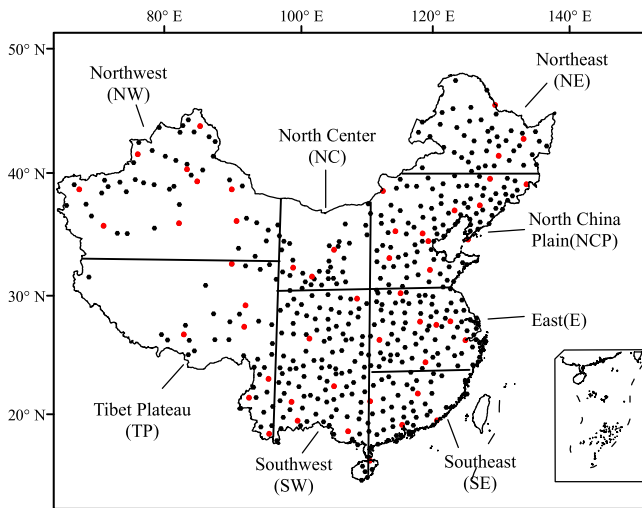 80° E
100° E
120° E
140° E
50° N
Northeast
(NE)
Northwest
(NW)
North Center
(NC)
40° N
North China
Plain(NCP)
30° N
East(E)
20° N
Tibet Plateau
(TP)
Southwest
(SW)
Southeast
(SE)